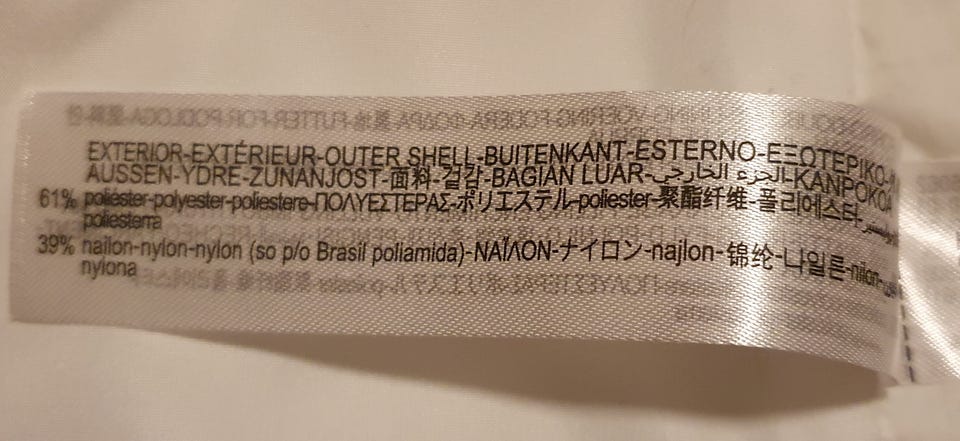 EXTERIOR-EXTÉRIEUR-OUTER SHELL-BUITENKANT-ESTERNO-ΕΞΩΤΕΡΙΚΟ-
AUSSEN-YDRE-ZUNANJOST-面料-겉감-BAGIAN LUAR-الجزء الخارجي-KANPOKOA
61% poliéster-polyester-poliestere-ΠΟΛΥΕΣΤΕΡΑΣ-ポリエステル-poliester-聚酯纤维-폴리에스터-
poliesterra
39% nailon-nylon-nylon (so p/o Brasil poliamida)-ΝΑΪΛΟΝ-ナイロン-najlon-锦纶-나일론-nilon-
nylona